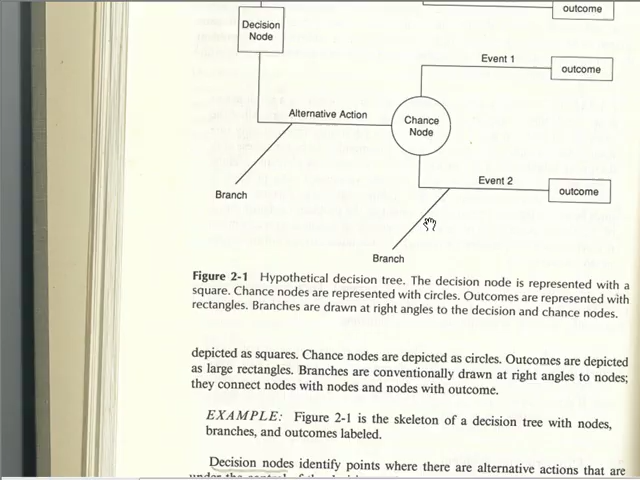 outcome
Decision
Node
Event 1
outcome
Alternative Action
Chance
Node
Event 2
outcome
Branch
Branch
Figure 2-1 Hypothetical decision tree. The decision node is represented with a
square. Chance nodes are represented with circles. Outcomes are represented with
rectangles. Branches are drawn at right angles to the decision and chance nodes.
depicted as squares. Chance nodes are depicted as circles. Outcomes are depicted
as large rectangles. Branches are conventionally drawn at right angles to nodes;
they connect nodes with nodes and nodes with outcome.
EXAMPLE: Figure 2-1 is the skeleton of a decision tree with nodes,
branches, and outcomes labeled.
Decision nodes identify points where there are alternative actions that are